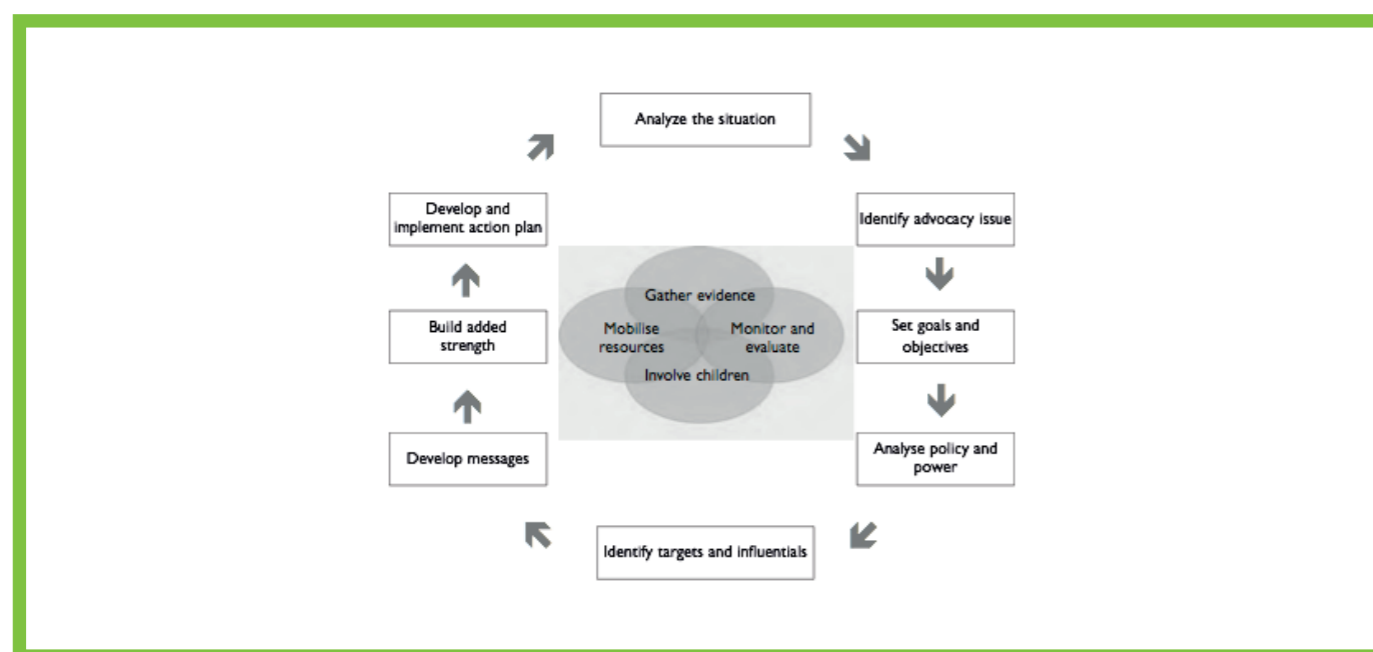 Analyze the situation
Identify advocacy issue
Set goals and
objectives
Analyse policy and
power
Identify targets and influentials
Develop messages
Build added
strength
Develop and
implement action plan
Gather evidence
Mobilise
resources
Monitor and
evaluate
Involve children